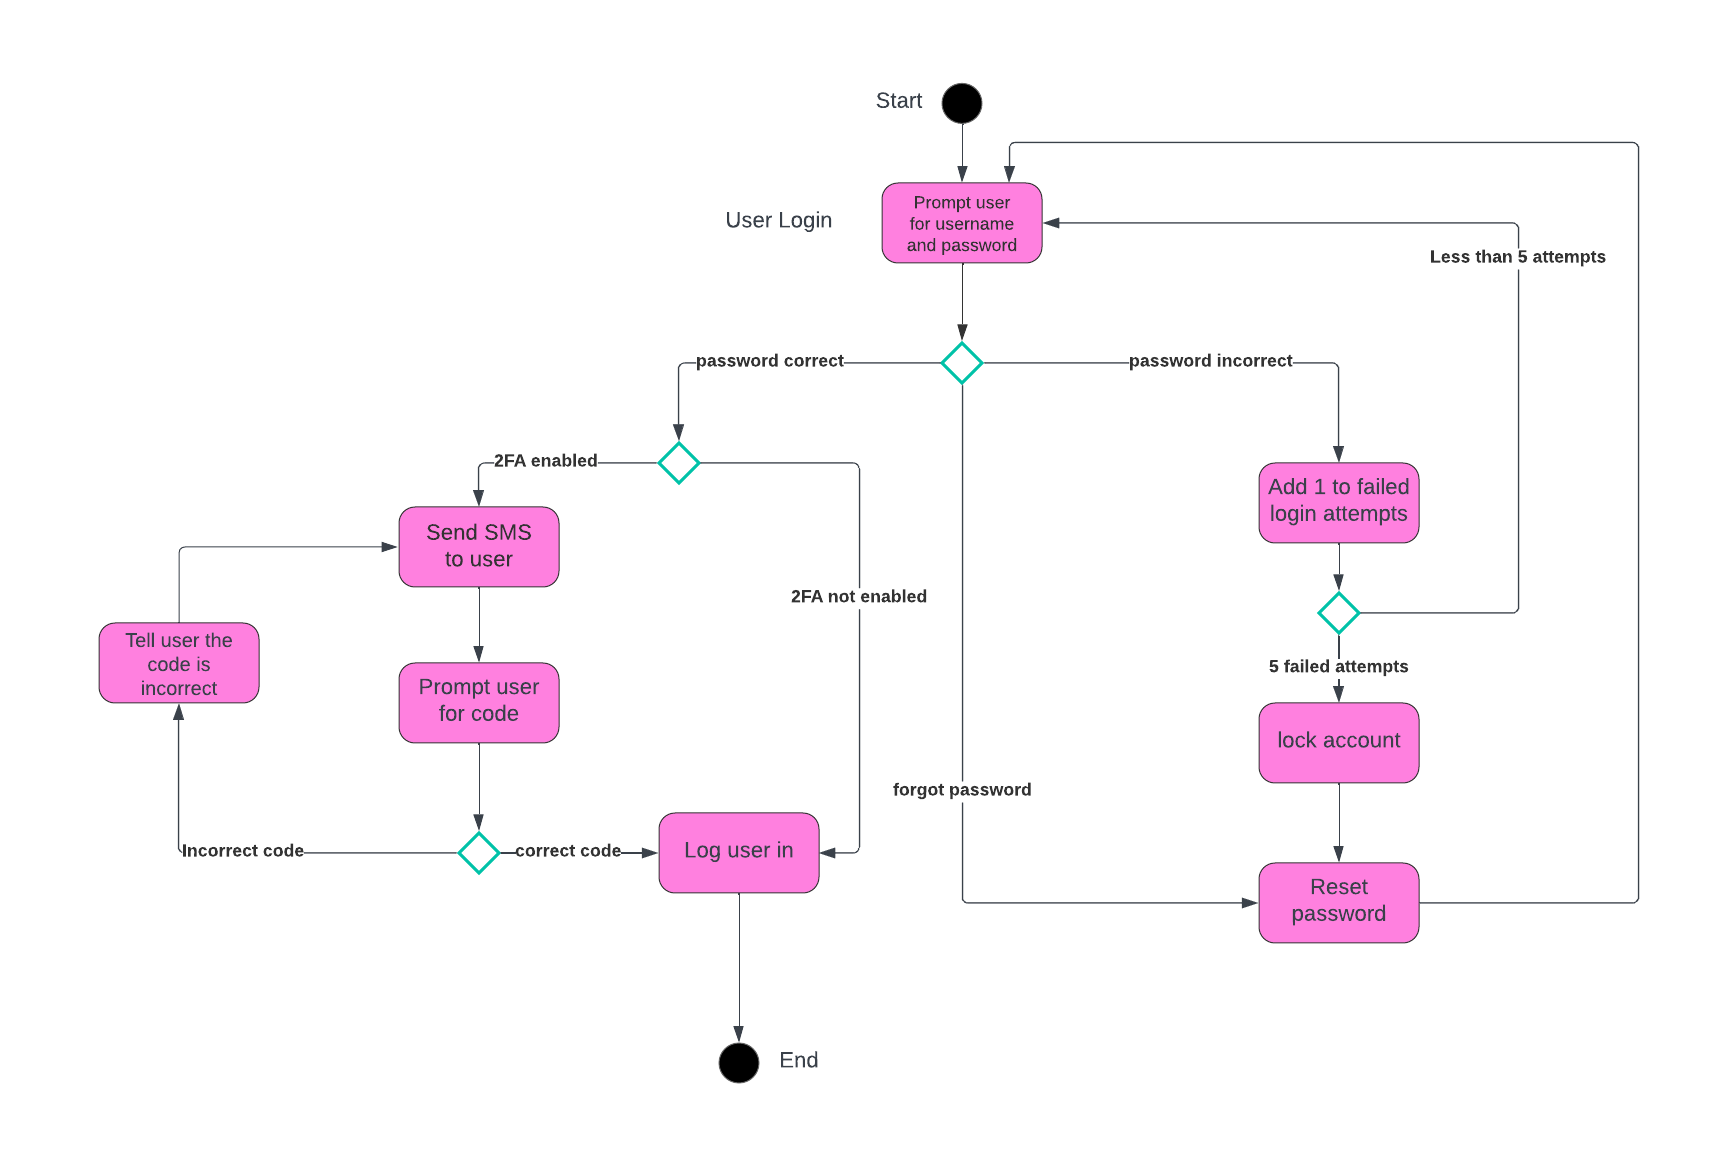 Start
User Login
Prompt user
for username
and password
Less than 5 attempts
password correct
password incorrect
2FA enabled
Send SMS
to user
Add 1 to failed
login attempts
2FA not enabled
Tell user the
code is
incorrect
Prompt user
for code
5 failed attempts
lock account
forgot password
Incorrect code
correct code
Log user in
Reset
password
End